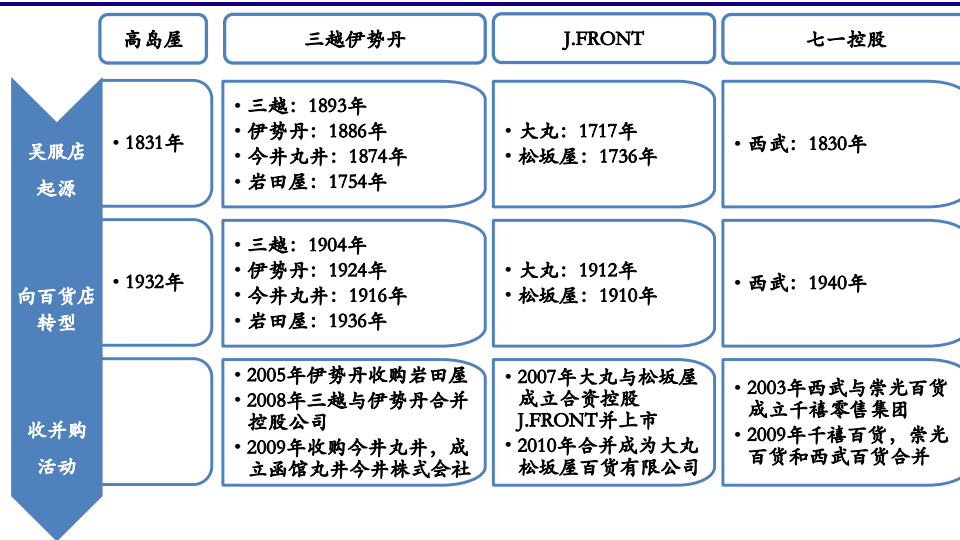 高岛屋
三越伊势丹
J.FRONT
七一控股
吴服店
起源
• 1831年
• 三越：1893年
• 伊势丹：1886年
• 今井丸井：1874年
• 岩田屋：1754年
• 大丸：1717年
• 松坂屋：1736年
• 西武：1830年
向百货店
转型
• 1932年
• 三越：1904年
• 伊势丹：1924年
• 今井丸井：1916年
• 岩田屋：1936年
• 大丸：1912年
• 松坂屋：1910年
• 西武：1940年
收并购
活动
• 2005年伊势丹收购岩田屋
• 2008年三越与伊势丹合并
控股公司
• 2009年收购今井丸井，成
立函馆丸井今井株式会社
• 2007年大丸与松坂屋
成立合资控股
J.FRONT并上市
• 2010年合并成为大丸
松坂屋百货有限公司
• 2003年西武与崇光百货
成立千禧零售集团
• 2009年千禧百货，崇光
百货和西武百货合并